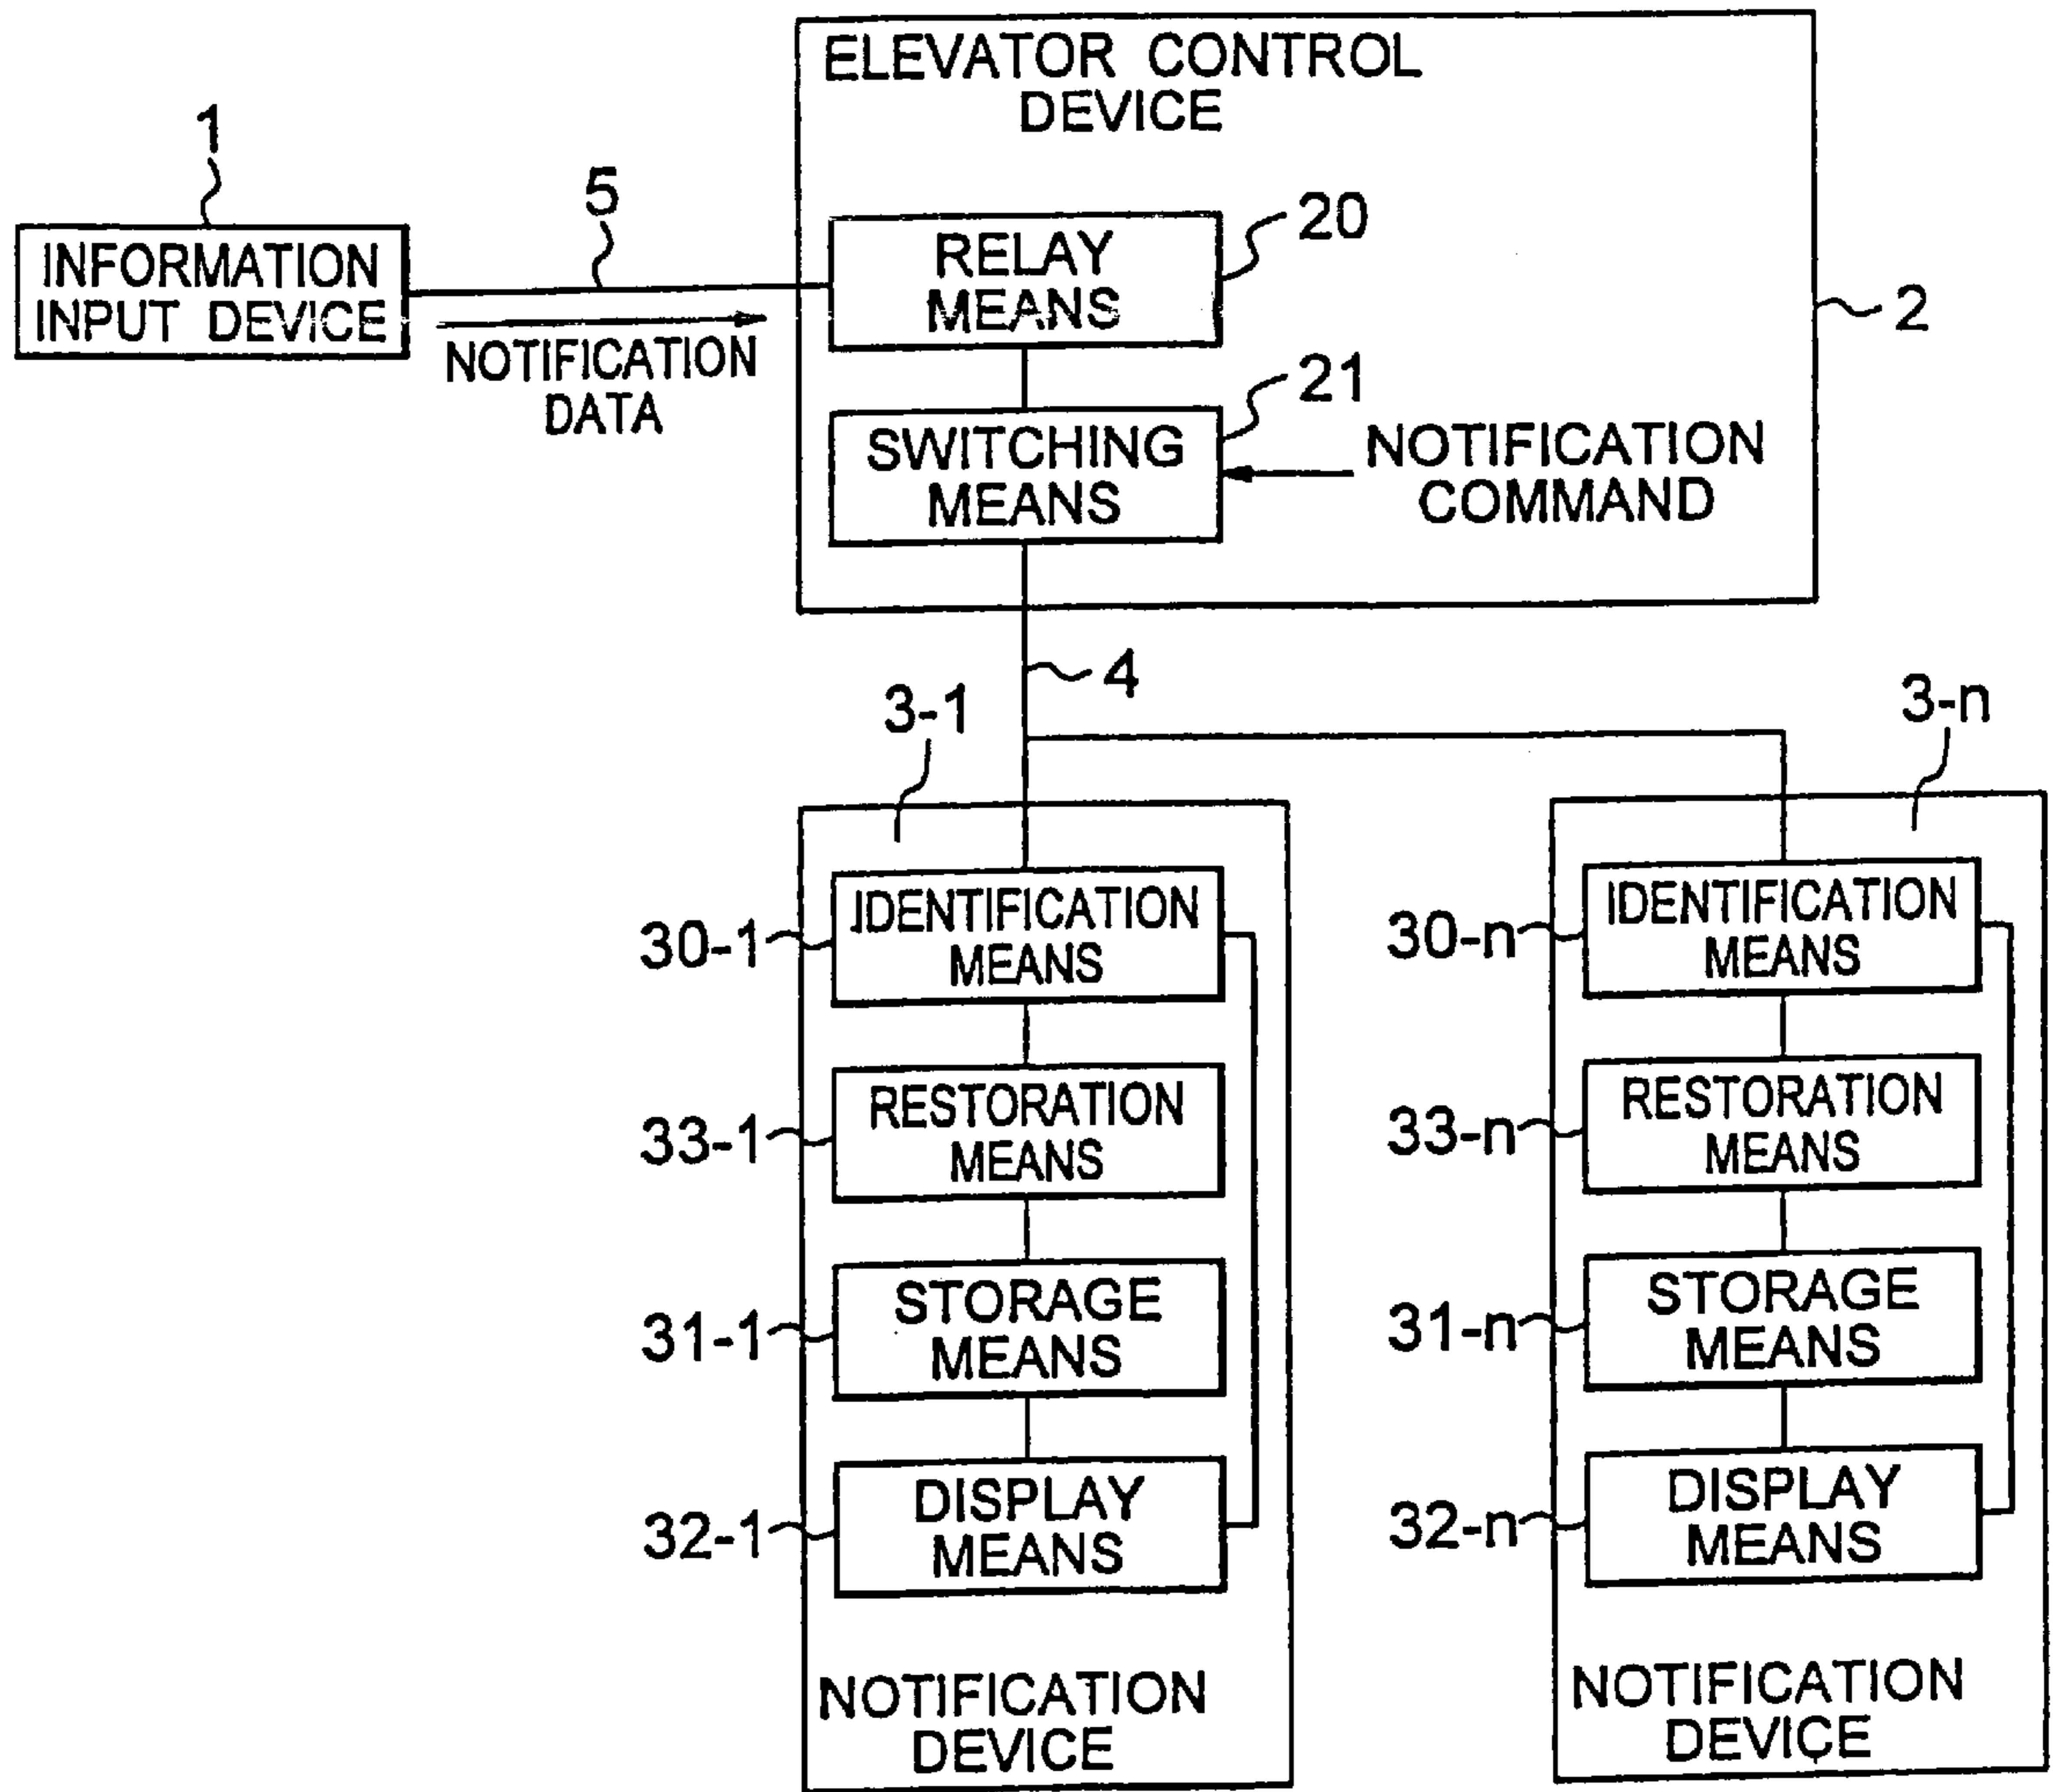 ELEVATOR CONTROL
DEVICE
1
INFORMATION
INPUT DEVICE
5
NOTIFICATION
DATA
RELAY
MEANS
20
2
SWITCHING
MEANS
21
NOTIFICATION
COMMAND
4
3-1
IDENTIFICATION
MEANS
30-1
RESTORATION
MEANS
33-1
STORAGE
MEANS
31-1
DISPLAY
MEANS
32-1
NOTIFICATION
DEVICE
3-n
IDENTIFICATION
MEANS
30-n
RESTORATION
MEANS
33-n
STORAGE
MEANS
31-n
DISPLAY
MEANS
32-n
NOTIFICATION
DEVICE